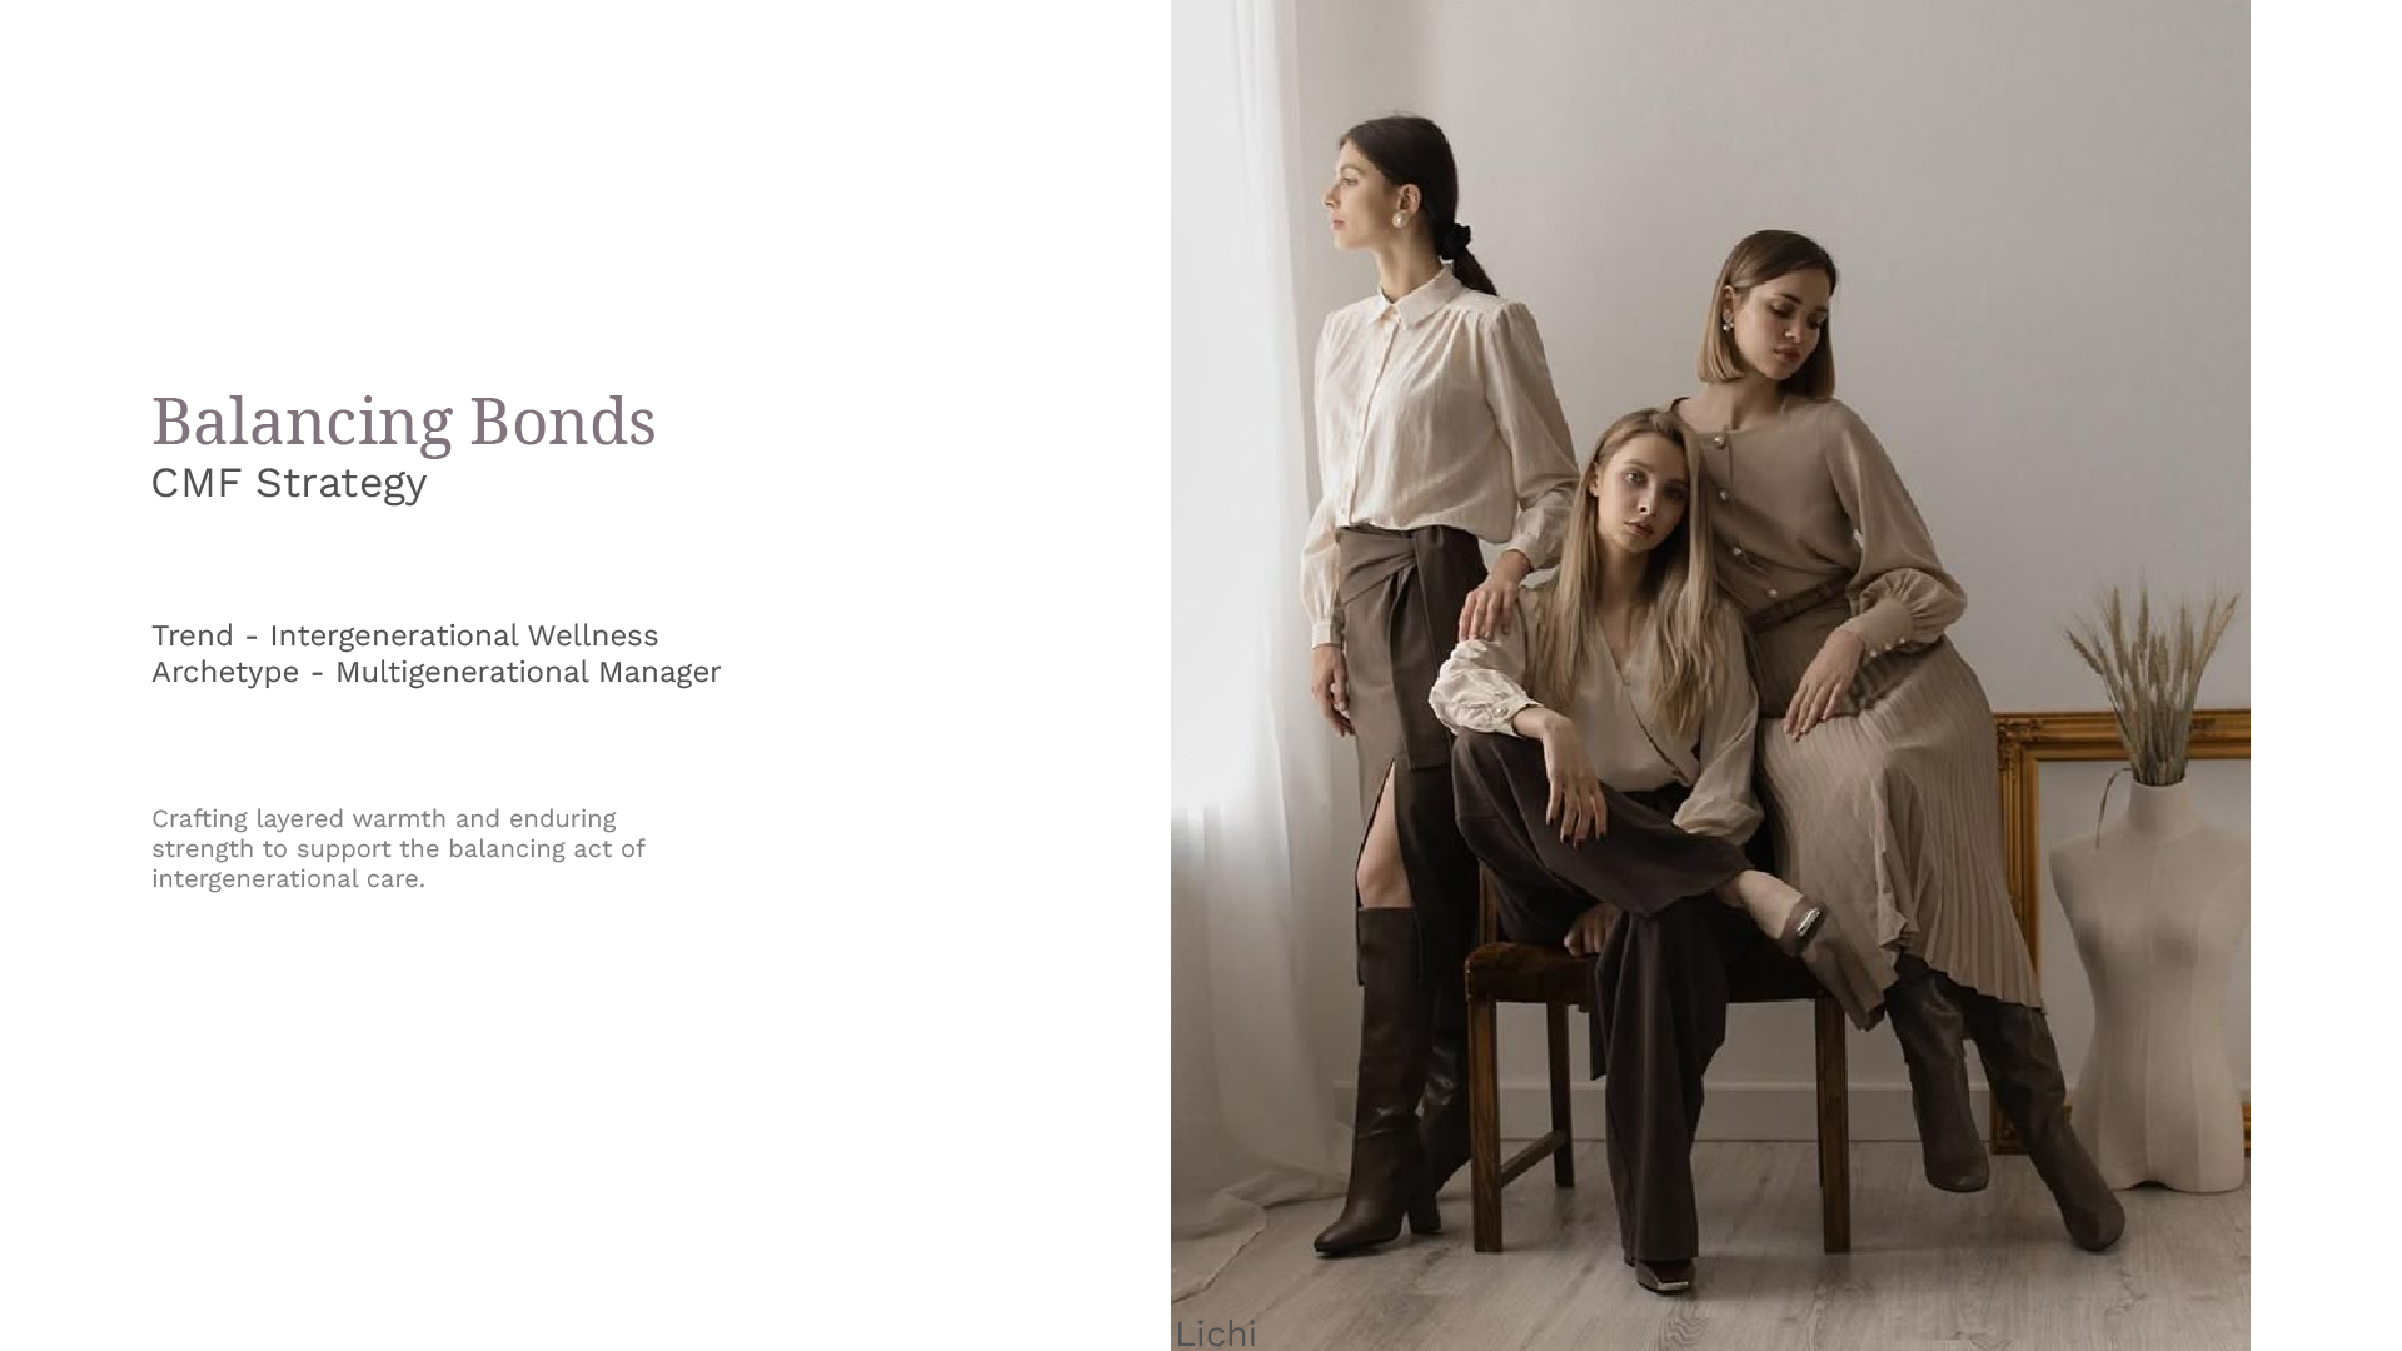 Balancing Bonds
CMF Strategy
Trend - Intergenerational Wellness
Archetype - Multigenerational Manager
Crafting layered warmth and enduring
strength to support the balancing act of
intergenerational care.
Lichi